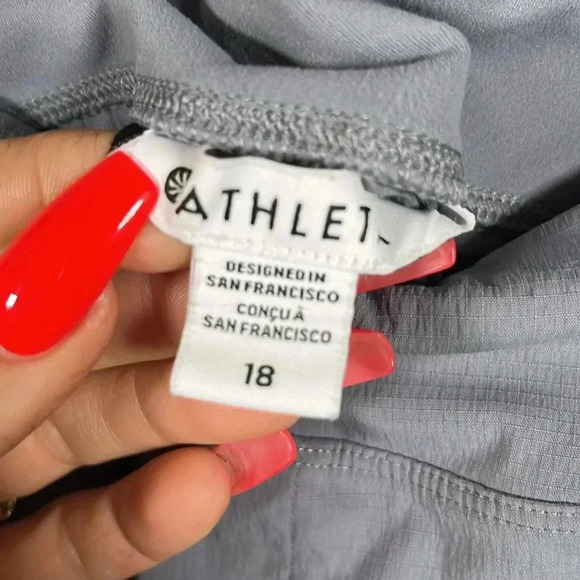 ATHLET
DESIGNED IN
SAN FRANCISCO
CONÇU À
SAN FRANCISCO
18